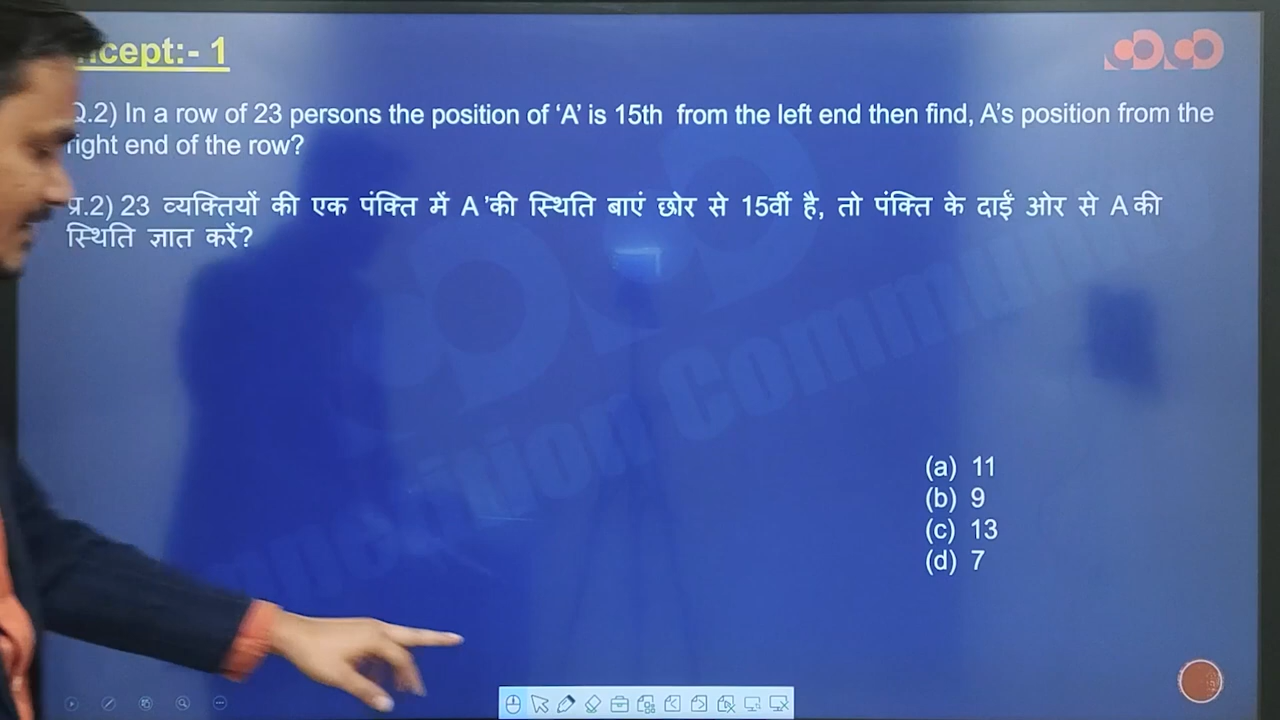 ncept:- 1
Q.2) In a row of 23 persons the position of ‘A’ is 15th from the left end then find, A’s position from the
right end of the row?
प्र.2) 23 व्यक्तियों की एक पंक्ति में A 'की स्थिति बाएं छोर से 15वीं है, तो पंक्ति के दाईं ओर से A की
स्थिति ज्ञात करें?
(a) 11
(b) 9
(c) 13
(d) 7